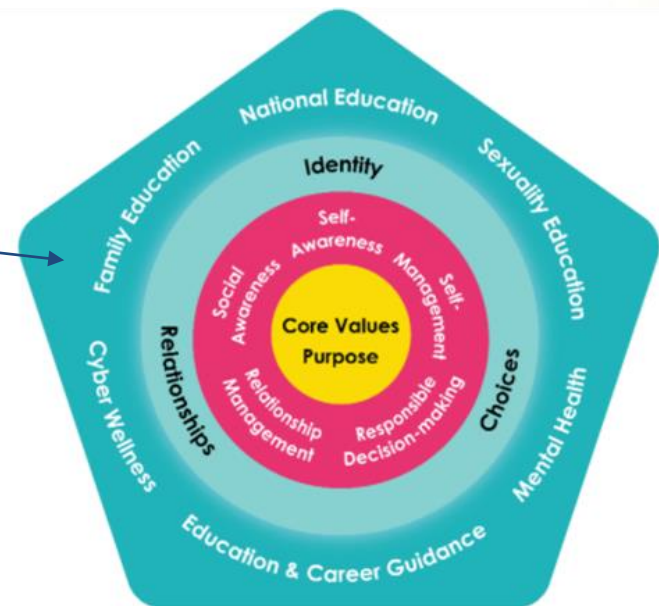 National Education
Sexuality Education
Mental Health
Education & Career Guidance
Cyber Wellness
Family Education
Identity
Choices
Relationships
Self-
Awareness
Self-
Management
Responsible
Decision-making
Relationship
Management
Social
Awareness
Core Values
Purpose